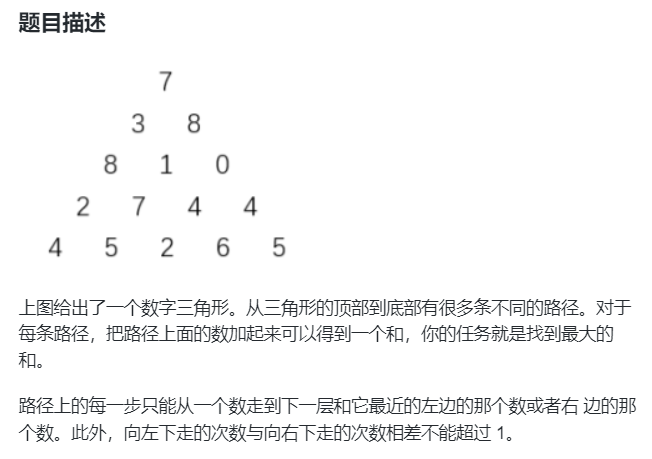 题目描述
7
3 8
8 1 0
2 7 4 4
4 5 2 6 5
上图给出了一个数字三角形。从三角形的顶部到底部有很多条不同的路径。对于
每条路径，把路径上面的数加起来可以得到一个和，你的任务就是找到最大的
和。
路径上的每一步只能从一个数走到下一层和它最近的左边的那个数或者右 边的那
个数。此外，向左下走的次数与向右下走的次数相差不能超过 1。